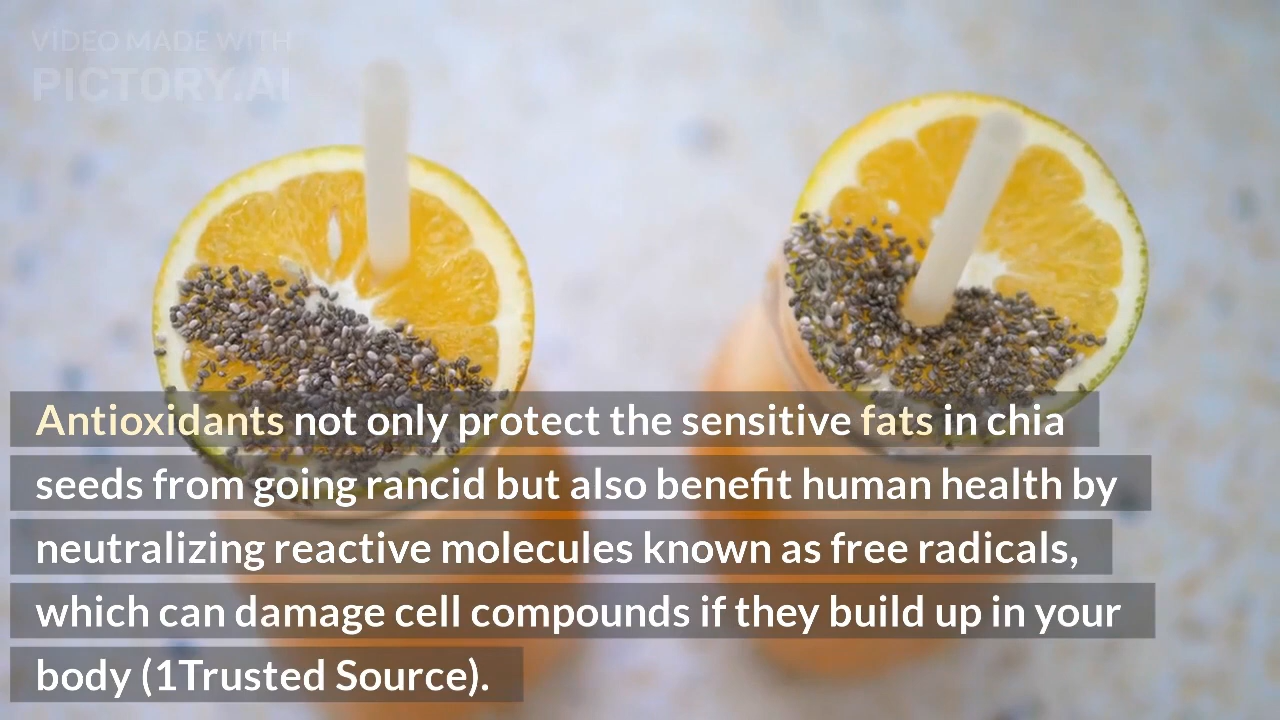 VIDEO MADE WITH
PICTORY.AI
Antioxidants not only protect the sensitive fats in chia
seeds from going rancid but also benefit human health by
neutralizing reactive molecules known as free radicals,
which can damage cell compounds if they build up in your
body (1Trusted Source).